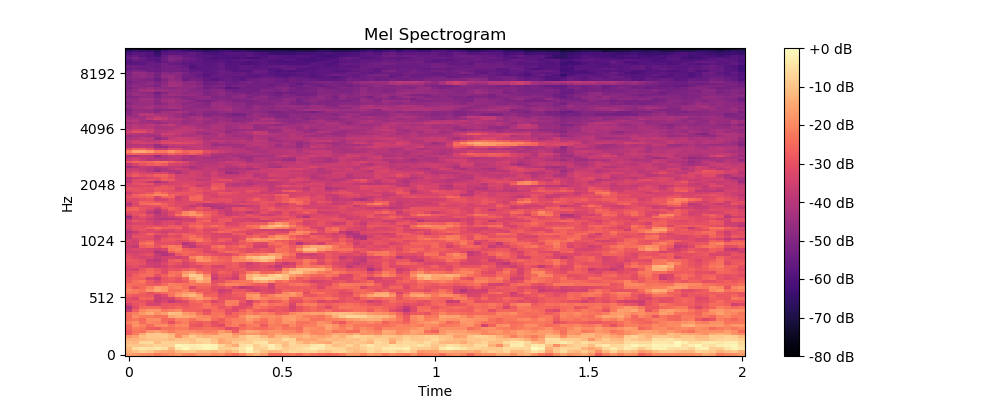 Mel Spectrogram
Hz
8192
4096
2048
1024
512
0
0
0.5
1
1.5
2
Time
+0 dB
-10 dB
-20 dB
-30 dB
-40 dB
-50 dB
-60 dB
-70 dB
-80 dB